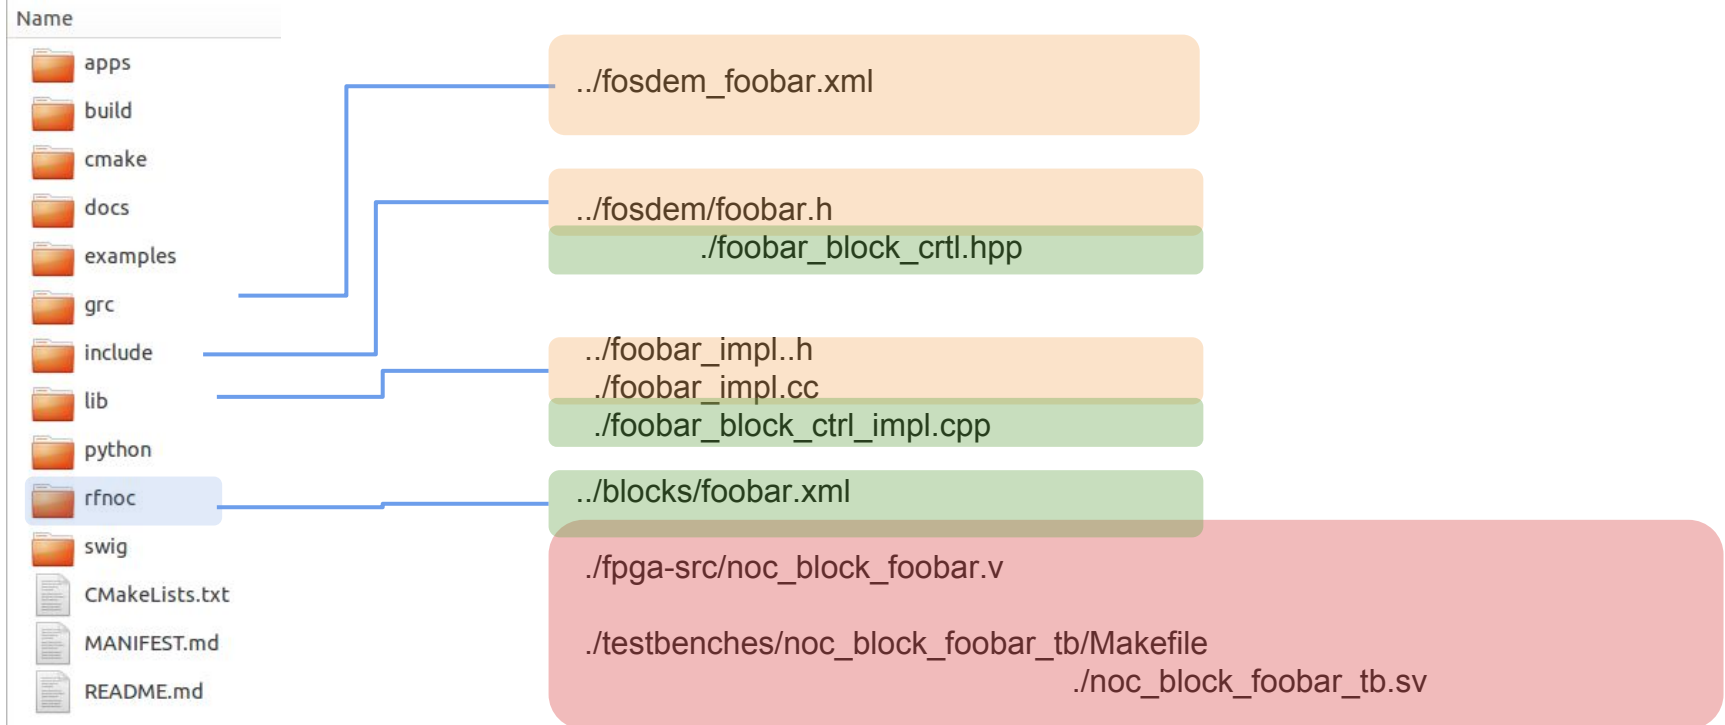 Name
apps
build
cmake
docs
examples
grc
include
lib
python
rfnoc
swig
CMakeLists.txt
MANIFEST.md
README.md
../fosdem_foobar.xml
../fosdem/foobar.h
./foobar_block_crtl.hpp
../foobar_impl..h
./foobar_impl.cc
./foobar_block_ctrl_impl.cpp
../blocks/foobar.xml
./fpga-src/noc_block_foobar.v
./testbenches/noc_block_foobar_tb/Makefile
./noc_block_foobar_tb.sv